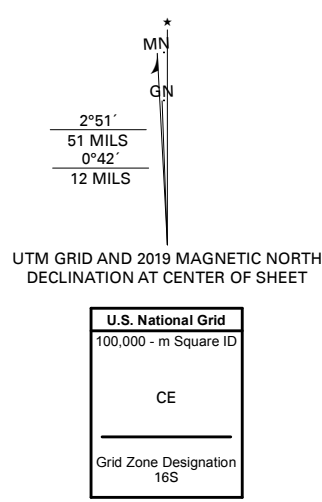 MN
GN
2°51´
51 MILS
0°42´
12 MILS
UTM GRID AND 2019 MAGNETIC NORTH
DECLINATION AT CENTER OF SHEET
U.S. National Grid
100,000 - m Square ID
CE
Grid Zone Designation
16S